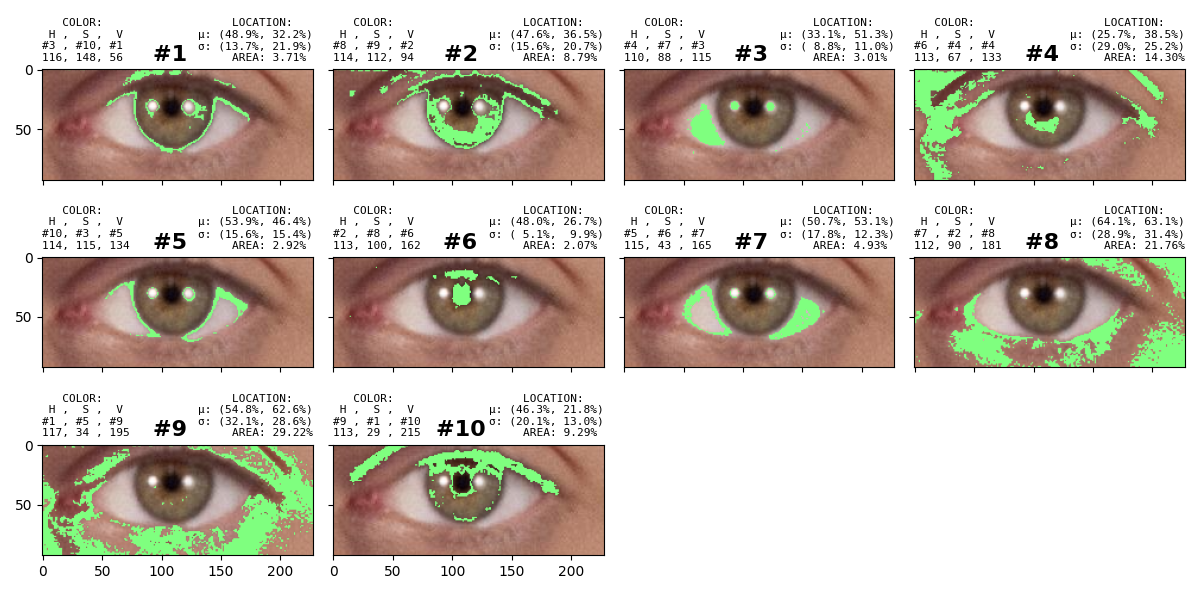 COLOR: LOCATION:
H , S , V μ: (48.9%, 32.2%)
#3 , #10, #1 #1 σ: (13.7%, 21.9%)
116, 148, 56 AREA: 3.71%
COLOR: LOCATION:
H , S , V μ: (47.6%, 36.5%)
#8 , #9 , #2 #2 σ: (15.6%, 20.7%)
114, 112, 94 AREA: 8.79%
COLOR: LOCATION:
H , S , V μ: (33.1%, 51.3%)
#4 , #7 , #3 #3 σ: ( 8.8%, 11.0%)
110, 88 , 115 AREA: 3.01%
COLOR: LOCATION:
H , S , V μ: (25.7%, 38.5%)
#6 , #4 , #4 #4 σ: (29.0%, 25.2%)
113, 67 , 133 AREA: 14.30%
0
50
COLOR: LOCATION:
H , S , V μ: (53.9%, 46.4%)
#10, #3 , #5 #5 σ: (15.6%, 15.4%)
114, 115, 134 AREA: 2.92%
COLOR: LOCATION:
H , S , V μ: (48.0%, 26.7%)
#2 , #8 , #6 #6 σ: ( 5.1%, 9.9%)
113, 100, 162 AREA: 2.07%
COLOR: LOCATION:
H , S , V μ: (50.7%, 53.1%)
#5 , #6 , #7 #7 σ: (17.8%, 12.3%)
115, 43 , 165 AREA: 4.93%
COLOR: LOCATION:
H , S , V μ: (64.1%, 63.1%)
#7 , #2 , #8 #8 σ: (28.9%, 31.4%)
112, 90 , 181 AREA: 21.76%
0
50
COLOR: LOCATION:
H , S , V μ: (54.8%, 62.6%)
#1 , #5 , #9 #9 σ: (32.1%, 28.6%)
117, 34 , 195 AREA: 29.22%
COLOR: LOCATION:
H , S , V μ: (46.3%, 21.8%)
#9 , #1 , #10 #10 σ: (20.1%, 13.0%)
113, 29 , 215 AREA: 9.29%
0
50
0 50 100 150 200
0 50 100 150 200